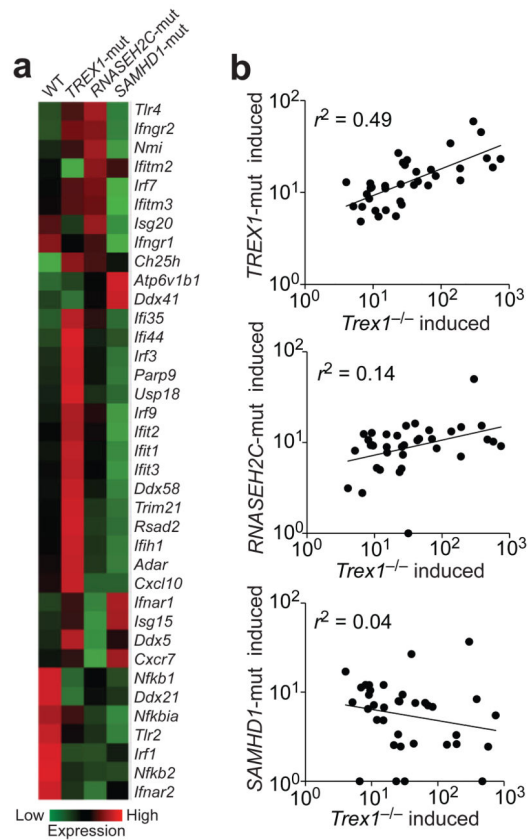 a
WT
TREX1-mut
RNASEH2C-mut
SAMHD1-mut
Tlr4
Ifngr2
Nmi
Ifitm2
Irf7
Ifitm3
Isg20
Ifngr1
Ch25h
Atp6v1b1
Ddx41
Ifi35
Ifi44
Irf3
Parp9
Usp18
Irf9
Ifit2
Ifit1
Ifit3
Ddx58
Trim21
Rsad2
Ifih1
Adar
Cxcl10
Ifnar1
Isg15
Ddx5
Cxcr7
Nfkb1
Ddx21
Nfkbia
Tlr2
Irf1
Nfkb2
Ifnar2
Low High
Expression
b
r² = 0.49
TREX1-mut induced
10²
10¹
10⁰
10⁰ 10¹ 10² 10³
Trex1⁻/⁻ induced
r² = 0.14
RNASEH2C-mut induced
10²
10¹
10⁰
10⁰ 10¹ 10² 10³
Trex1⁻/⁻ induced
r² = 0.04
SAMHD1-mut induced
10²
10¹
10⁰
10⁰ 10¹ 10² 10³
Trex1⁻/⁻ induced